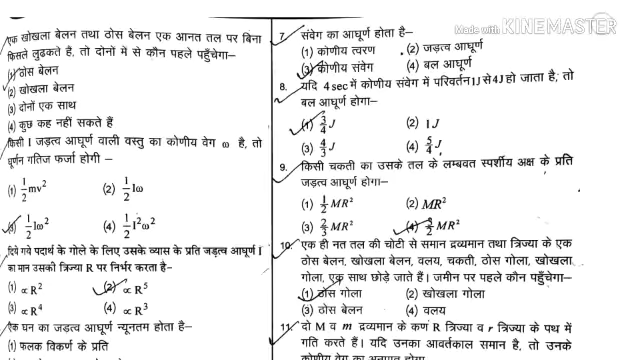 एक खोखला बेलन तथा ठोस बेलन एक आनत तल पर बिना
फिसले लुढकते है, तो दोनों में से कौन पहले पहुँचेगा–
(1) ठोस बेलन
(2) खोखला बेलन
(3) दोनों एक साथ
(4) कुछ कह नहीं सकते हैं
किसी I जड़त्व आघूर्ण वाली वस्तु का कोणीय वेग ω है, तो
घूर्णन गतिज फर्जा होगी –
(1) 1/2 mv² (2) 1/2 Iω
(3) 1/2 Iω² (4) 1/2 I²ω²
दिये गये पदार्थ के गोले के लिए उसके व्यास के प्रति जड़त्व आघूर्ण I
का मान उसकी त्रिज्या R पर निर्भर करता है–
(1) ∝ R² (2) ∝ R⁵
(3) ∝ R⁴ (4) ∝ R³
एक घन का जड़त्व आघूर्ण न्यूनतम होता है–
(1) फलक विकर्ण के प्रति
Made with KINEMASTER
7. संवेग का आघूर्ण होता है–
(1) कोणीय त्वरण (2) जड़त्व आघूर्ण
(3) कोणीय संवेग (4) बल आघूर्ण
8. यदि 4 sec में कोणीय संवेग में परिवर्तन 1J से 4J हो जाता है, तो
बल आघूर्ण होगा–
(1) 3/4 J (2) 1J
(3) 4/3 J (4) 5/4 J
9. किसी चकती का उसके तल के लम्बवत स्पर्शीय अक्ष के प्रति
जड़त्व आघूर्ण होगा–
(1) 1/2 MR² (2) MR²
(3) 2/3 MR² (4) 3/2 MR²
10. एक ही नत तल की चोटी से समान द्रव्यमान तथा त्रिज्या के एक
ठोस बेलन, खोखला बेलन, वलय, चकती, ठोस गोला, खोखला
गोला, एक साथ छोड़े जाते हैं। जमीन पर पहले कौन पहुँचेगा–
(1) ठोस गोला (2) खोखला गोला
(3) ठोस बेलन (4) वलय
11. दो M व m द्रव्यमान के कण R त्रिज्या व r त्रिज्या के पथ में
गति करते हैं। यदि उनका आवर्तकाल समान है, तो उनके
कोणीय वेग का अनुपात होगा